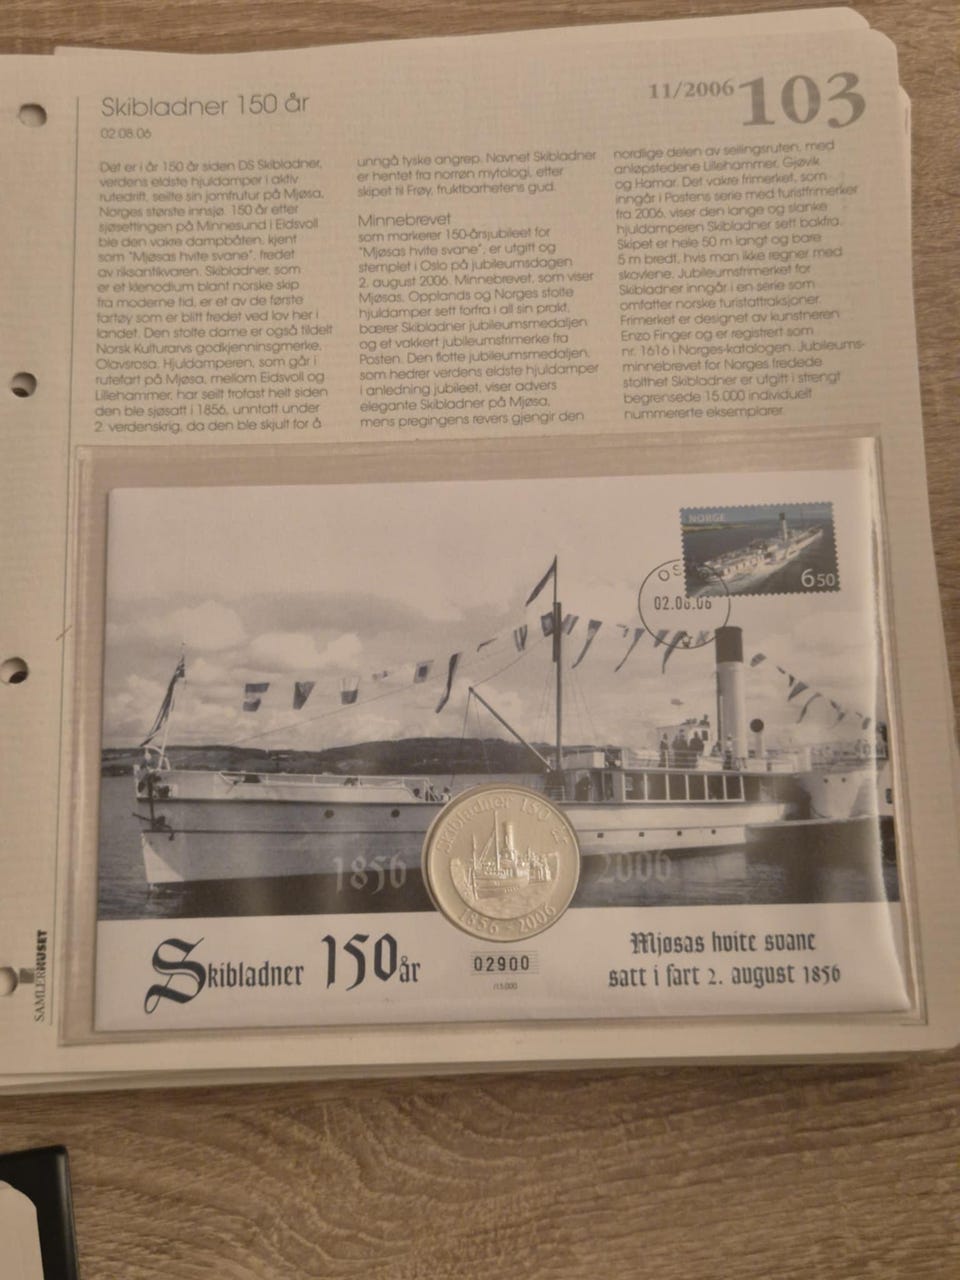 Skibladner 150 år
02.08.06
11/2006 103
Det er i år 150 år siden DS Skibladner,
verdens eldste hjuldamper i aktiv
rutedrift, seilte sin jomfrutur på Mjøsa,
Norges største innsjø. 150 år etter
sjøsettingen på Minnesund i Eidsvoll
ble den vakre dampbåten, kjent
som "Mjøsas hvite svane", fredet
av riksantikvaren. Skibladner, som
er et klenodium blant norske skip
fra moderne tid, er et av de første
fartøy som er blitt fredet ved lov her i
landet. Den stolte dame er også tildelt
Norsk Kulturarvs godkjenningsmerke,
Olavsrosa. Hjuldamperen, som går i
rutefart på Mjøsa, mellom Eidsvoll og
Lillehammer, har seilt trofast helt siden
den ble sjøsatt i 1856, unntatt under
2. verdenskrig, da den ble skjult for å
unngå tyske angrep. Navnet Skibladner
er hentet fra norrøn mytologi, etter
skipet til Frøy, fruktbarhetens gud.
Minnebrevet
som markerer 150-årsjubileet for
"Mjøsas hvite svane", er utgitt og
stemplet i Oslo på jubileumsdagen
2. august 2006. Minnebrevet, som viser
Mjøsas, Opplands og Norges stolte
hjuldamper sett forfra i all sin prakt,
bærer Skibladner jubileumsmedaljen
og et vakkert jubileumsfrimerke fra
Posten. Den flotte jubileumsmedaljen,
som hedrer verdens eldste hjuldamper
i anledning jubileet, viser advers
elegante Skibladner på Mjøsa,
mens pregingens revers gjengir den
nordlige delen av seilingsruten, med
anløpstedene Lillehammer, Gjøvik
og Hamar. Det vakre frimerket, som
inngår i Postens serie med turistfrimerker
fra 2006, viser den lange og slanke
hjuldamperen Skibladner sett bakfra.
Skipet er hele 50 m langt og bare
5 m bredt, hvis man ikke regner med
skovlene. Jubileumsfrimerket for
Skibladner inngår i en serie som
omfatter norske turistattraksjoner.
Frimerket er designet av kunstneren
Enzo Finger og er registrert som
nr. 1616 i Norges-katalogen. Jubileums-
minnebrevet for Norges fredede
stolthet Skibladner er utgitt i strengt
begrensede 15.000 individuelt
nummererte eksemplarer.
NORGE
6 50
02.08.06
1856
2006
Skibladner 150 år
1856 - 2006
Skibladner 150 år
02900
/15.000
Mjøsas hvite svane
satt i fart 2. august 1856
SAMLERHUSET